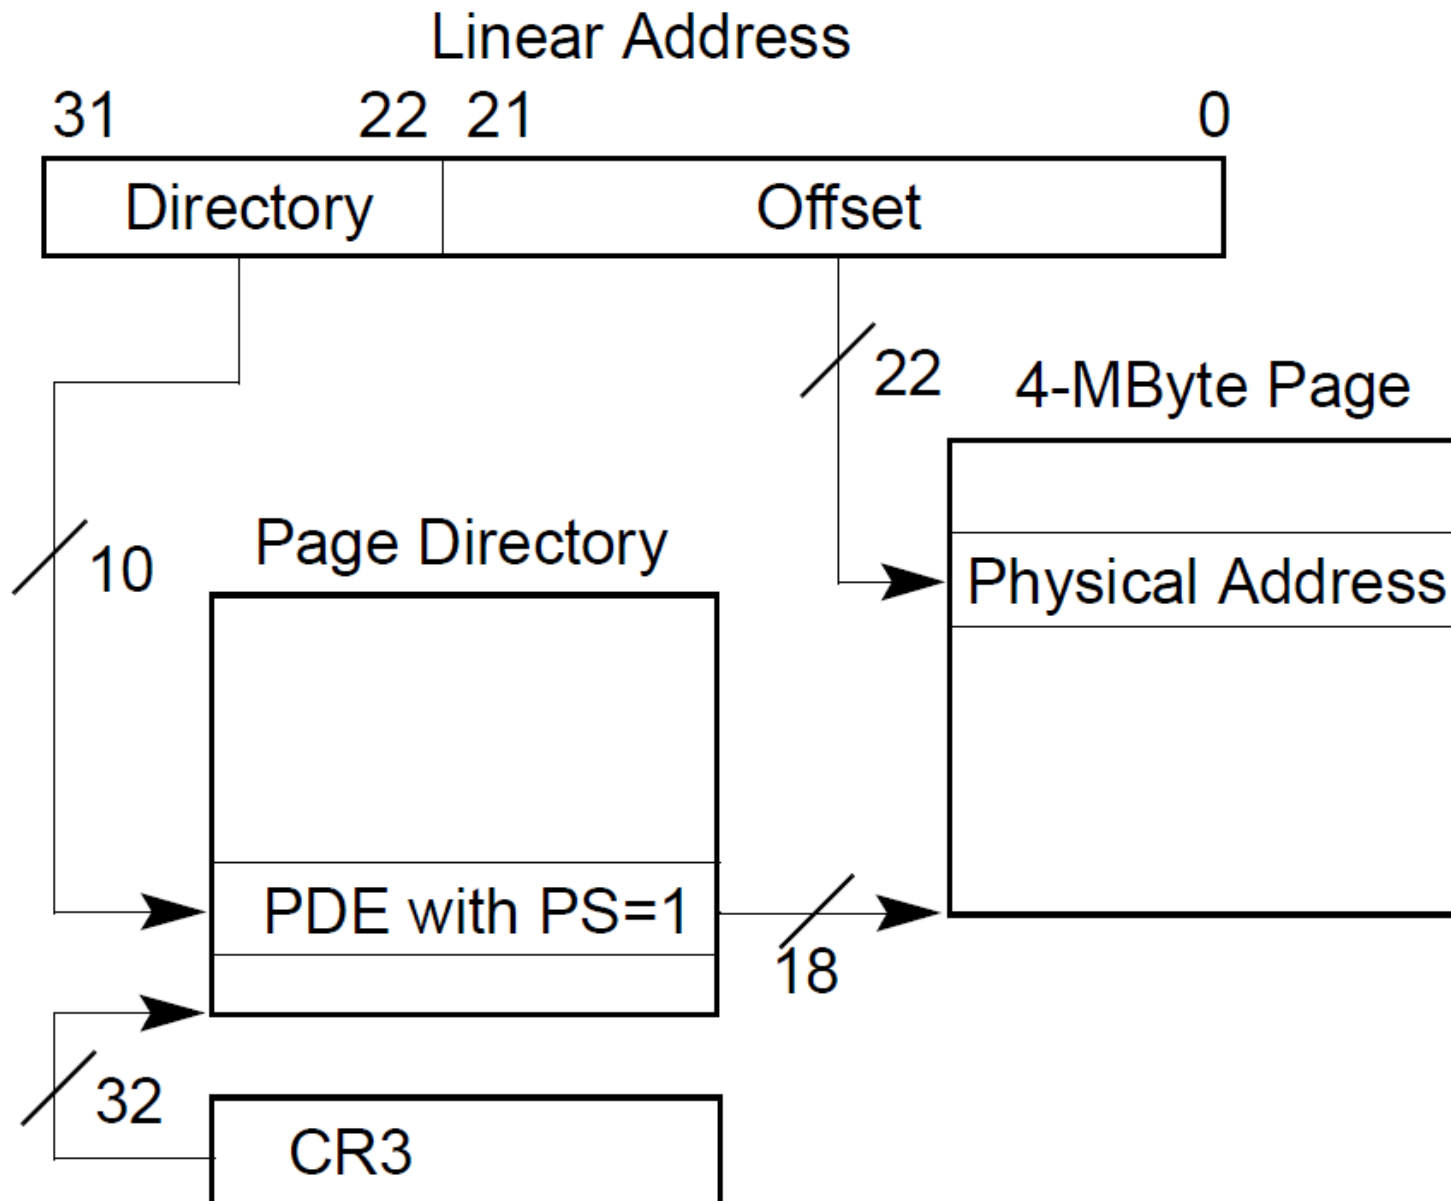 Linear Address
31 22 21 0
Directory Offset
22
4-MByte Page
10
Page Directory
Physical Address
PDE with PS=1
18
32
CR3